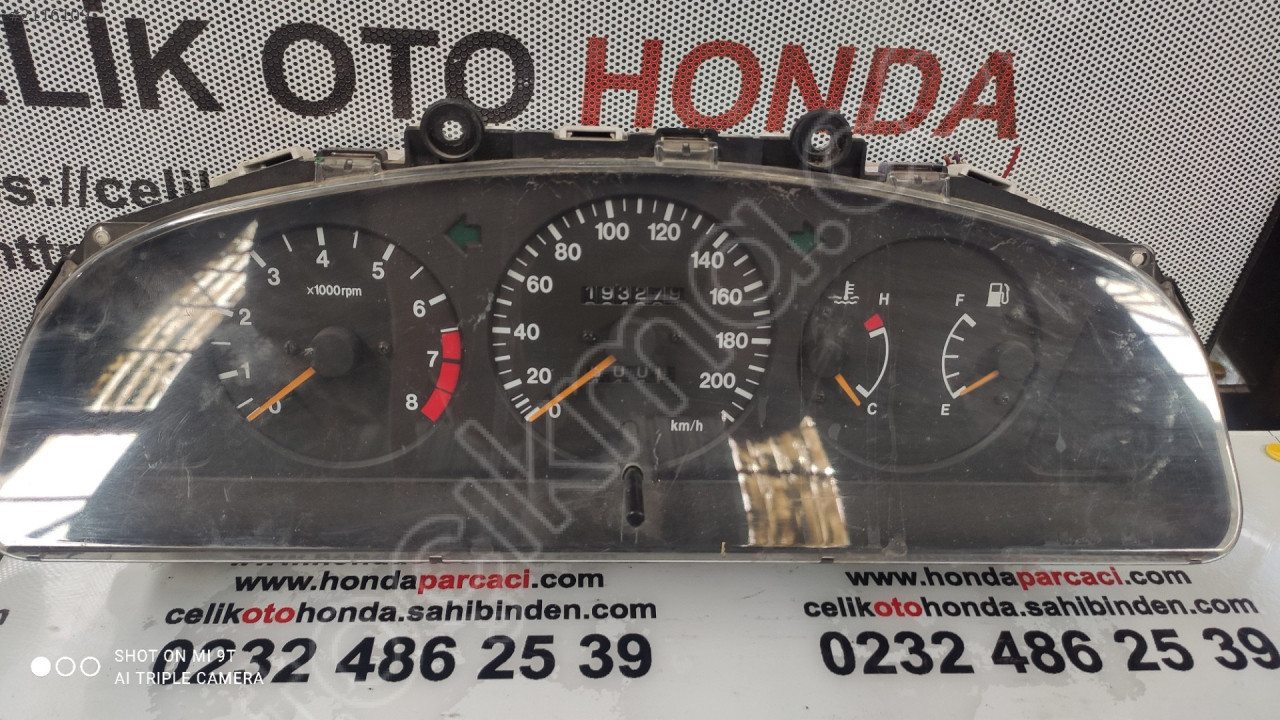 ÇELİK OTO HONDA
3
4
5
x1000rpm
2
6
1
7
0
8
80
100
120
140
60
160
40
180
20
200
0
km/h
H
F
C
E
www.hondaparcaci.com
www.hondaparcaci.com
celikotohonda.sahibinden.com
celikotohonda.sahibinden.com
0232 486 25 39
0232 486 25 39
SHOT ON MI 9T
AI TRIPLE CAMERA